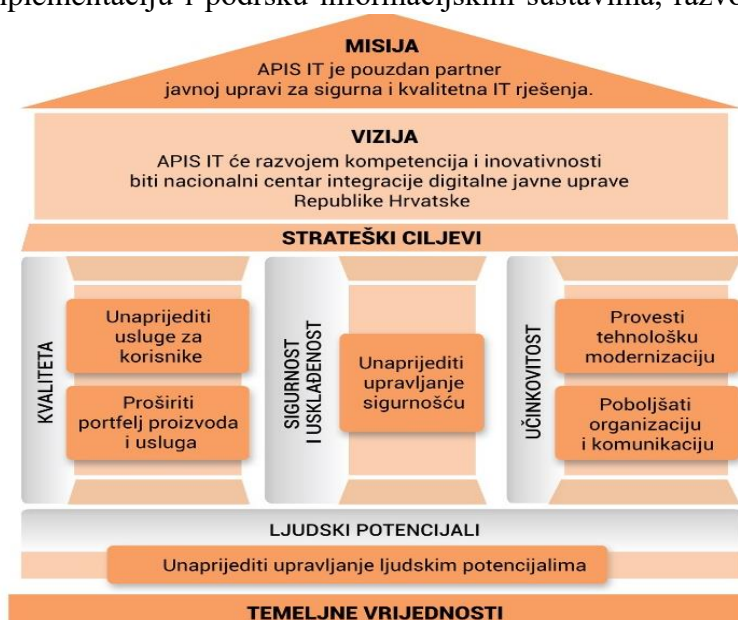 i podršku informacijskim sustavima,
MISIJA
APIS IT je pouzdan partner
javnoj upravi za sigurna i kvalitetna IT rješenja.
VIZIJA
APIS IT će razvojem kompetencija i inovativnosti
biti nacionalni centar integracije digitalne javne uprave
Republike Hrvatske
STRATEŠKI CILJEVI
KVALITETA
Unaprijediti
usluge za
korisnike
Proširiti
portfelj proizvoda
i usluga
SIGURNOST
I USKLAĐENOST
Unaprijediti
upravljanje
sigurnošću
UČINKOVITOST
Provesti
tehnološku
modernizaciju
Poboljšati
organizaciju
i komunikaciju
LJUDSKI POTENCIJALI
Unaprijediti upravljanje ljudskim potencijalima
TEMELJNE VRIJEDNOSTI